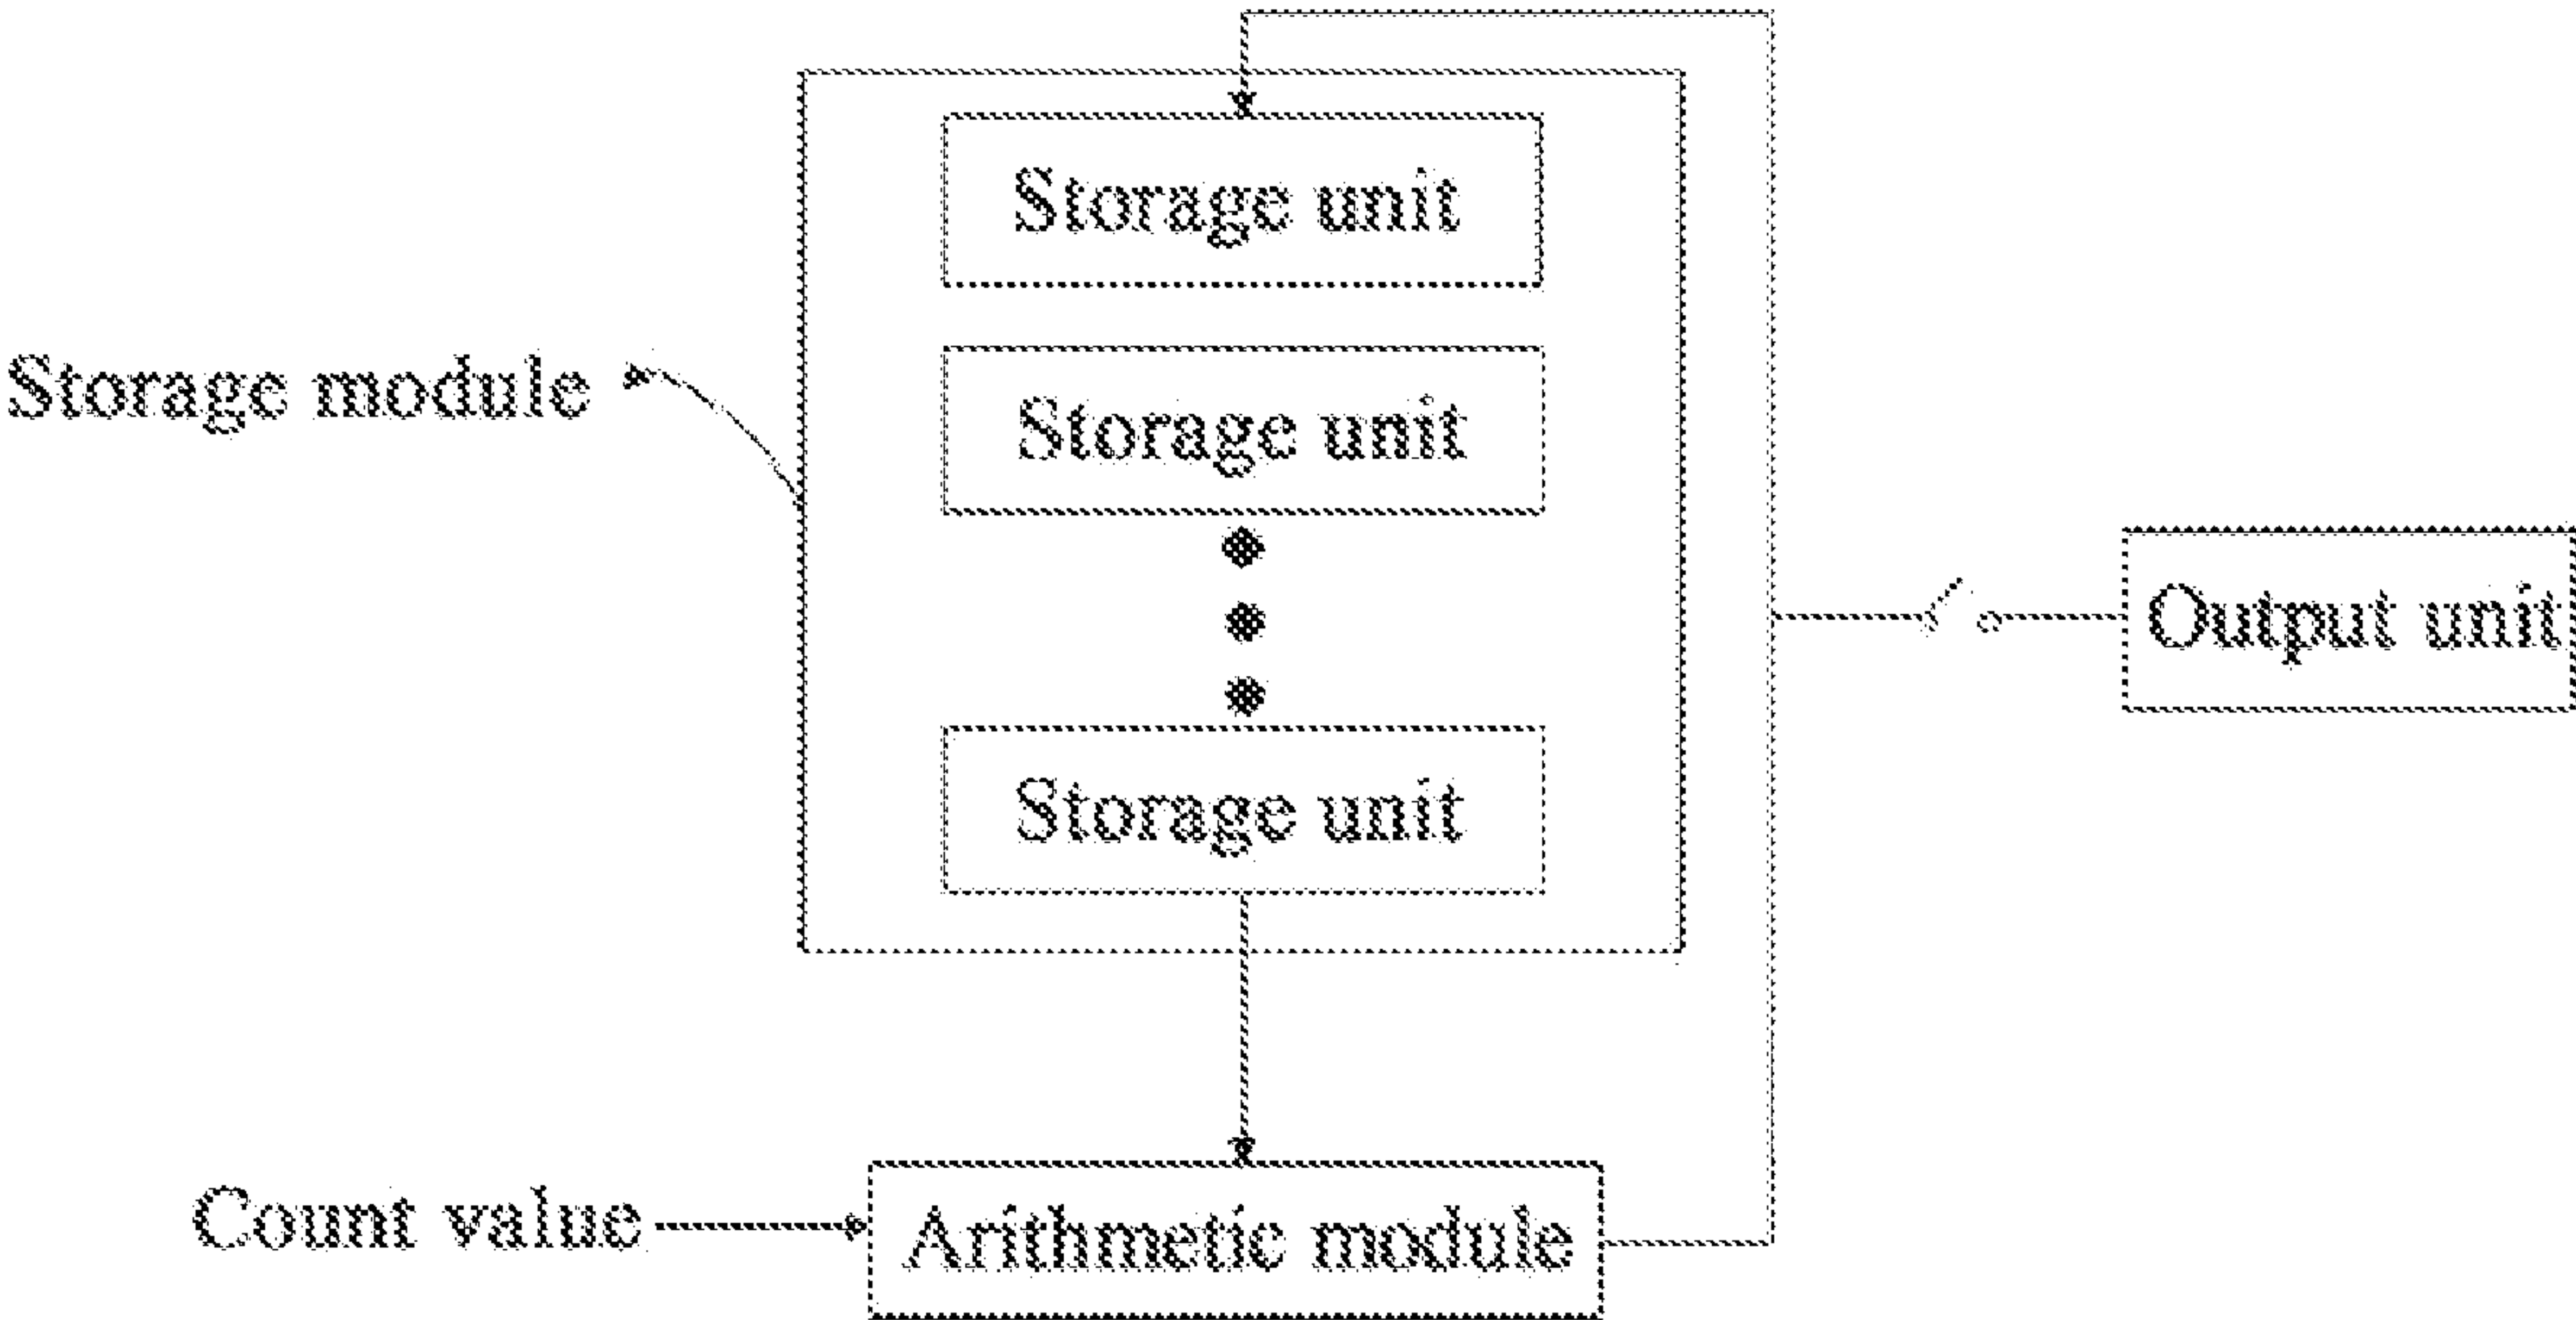 Storage unit
Storage module
Storage unit
Output unit
Storage unit
Count value
Arithmetic module